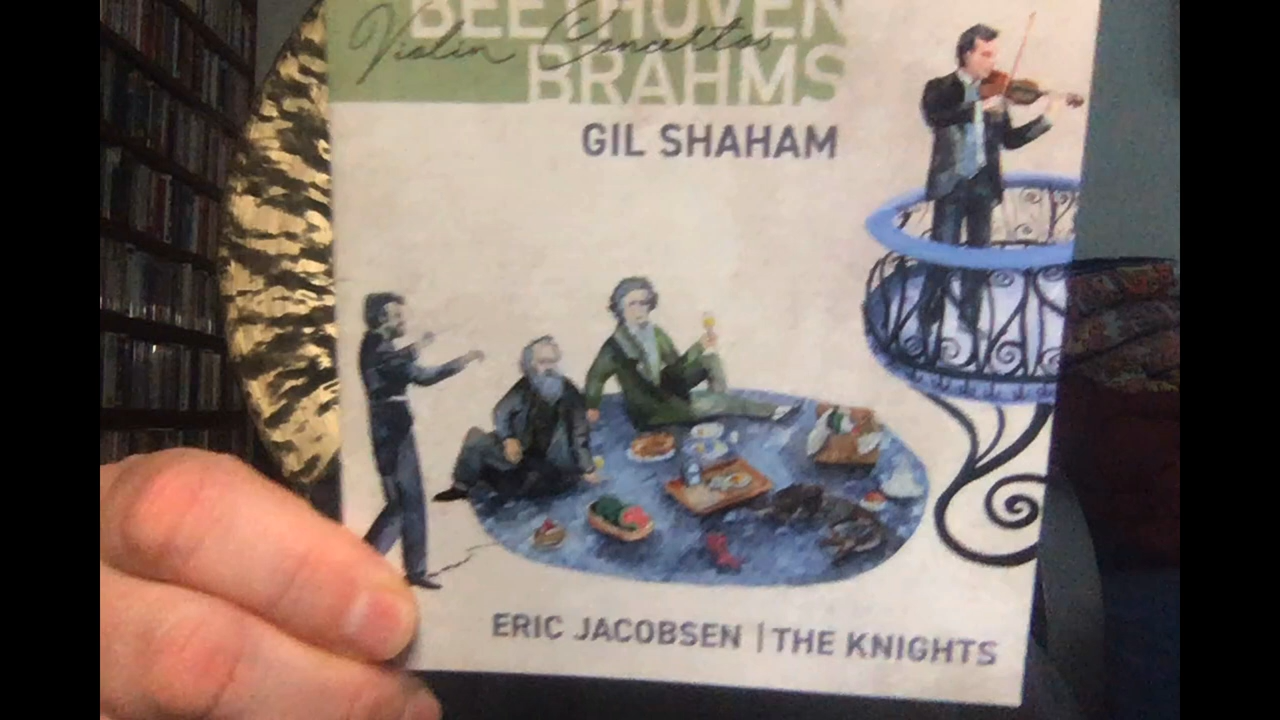 BEETHOVEN
Violin Concertos
BRAHMS
GIL SHAHAM
ERIC JACOBSEN | THE KNIGHTS